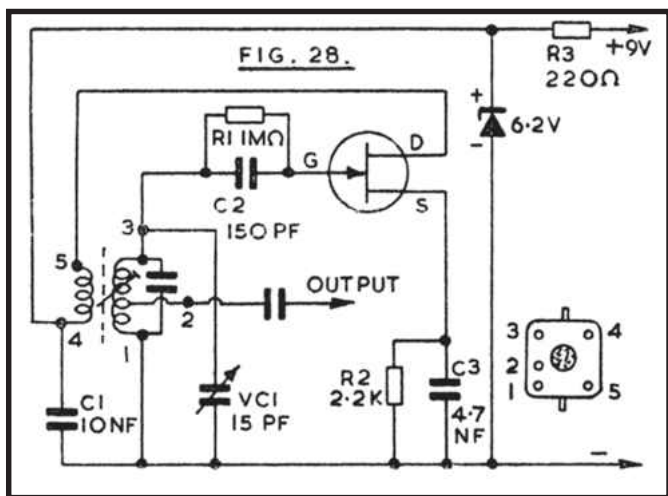 FIG. 28.
+9V
R3
220Ω
+
6·2V
-
R1 1MΩ
G
D
S
C2
150 PF
3
5
OUTPUT
2
4
1
C1
10NF
VC1
15 PF
R2
2·2K
C3
4·7
NF
3
4
2
1
5
-